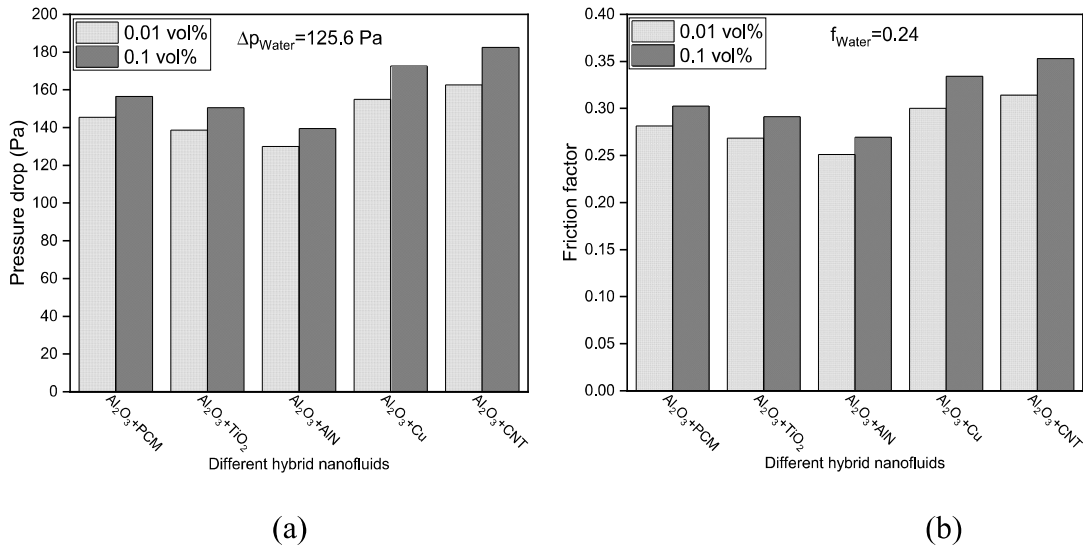 200
180
160
140
120
100
80
60
40
20
0
Pressure drop (Pa)
0.01 vol%
0.1 vol%
Δp_Water=125.6 Pa
Al₂O₃+PCM
Al₂O₃+TiO₂
Al₂O₃+AlN
Al₂O₃+Cu
Al₂O₃+CNT
Different hybrid nanofluids
(a)
0.40
0.35
0.30
0.25
0.20
0.15
0.10
0.05
0.00
Friction factor
0.01 vol%
0.1 vol%
f_Water=0.24
Al₂O₃+PCM
Al₂O₃+TiO₂
Al₂O₃+AlN
Al₂O₃+Cu
Al₂O₃+CNT
Different hybrid nanofluids
(b)